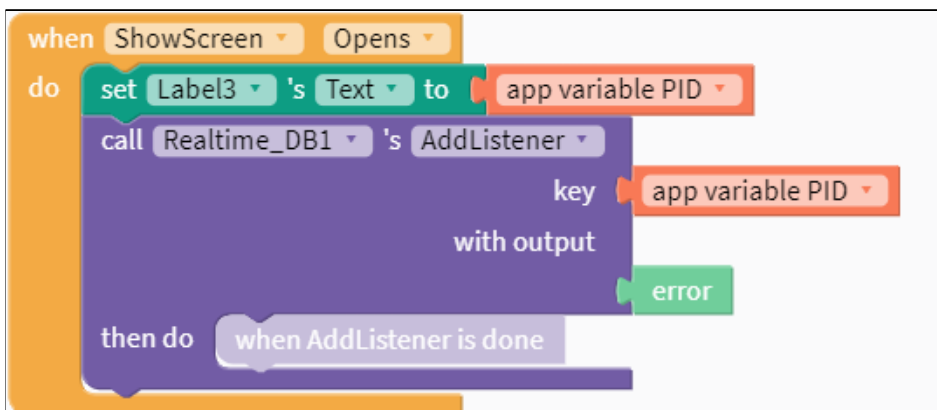 when ShowScreen Opens
do set Label3 's Text to app variable PID
call Realtime_DB1 's AddListener
key app variable PID
with output
error
then do when AddListener is done